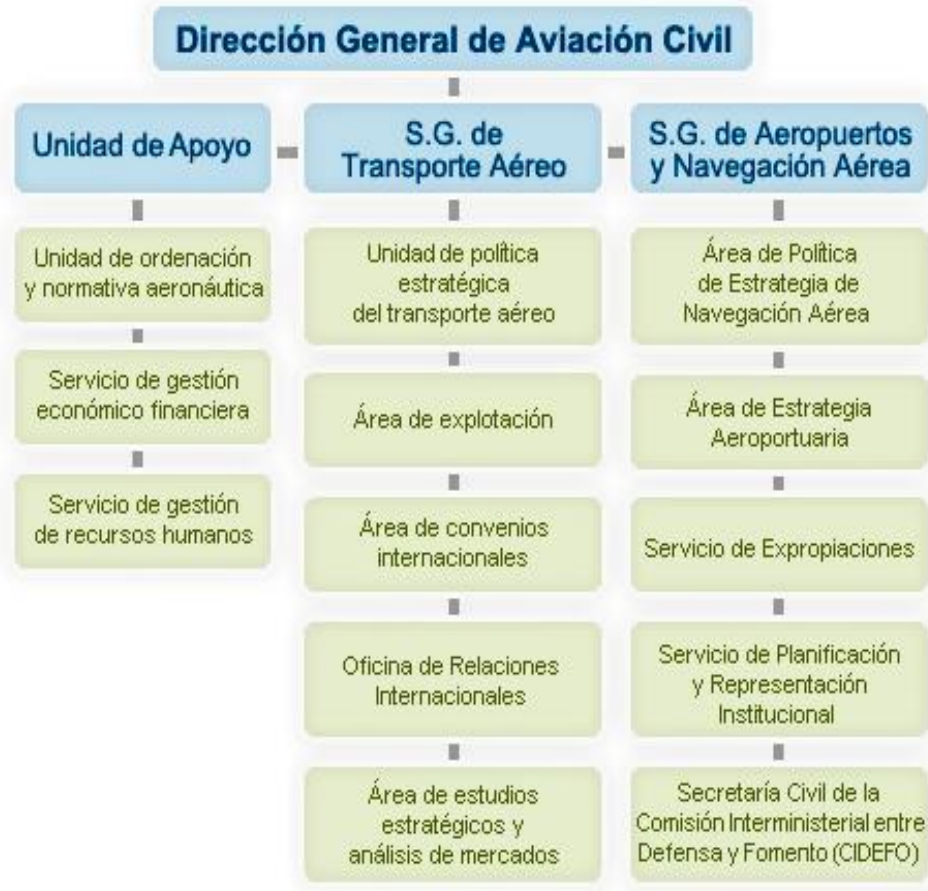 Dirección General de Aviación Civil
Unidad de Apoyo
S.G. de
Transporte Aéreo
S.G. de Aeropuertos
y Navegación Aérea
Unidad de ordenación
y normativa aeronáutica
Servicio de gestión
económico financiera
Servicio de gestión
de recursos humanos
Unidad de política
estratégica
del transporte aéreo
Área de explotación
Área de convenios
internacionales
Oficina de Relaciones
Internacionales
Área de estudios
estratégicos y
análisis de mercados
Área de Política
de Estrategia de
Navegación Aérea
Área de Estrategia
Aeroportuaria
Servicio de Expropiaciones
Servicio de Planificación
y Representación
Institucional
Secretaría Civil de la
Comisión Interministerial entre
Defensa y Fomento (CIDEFO)